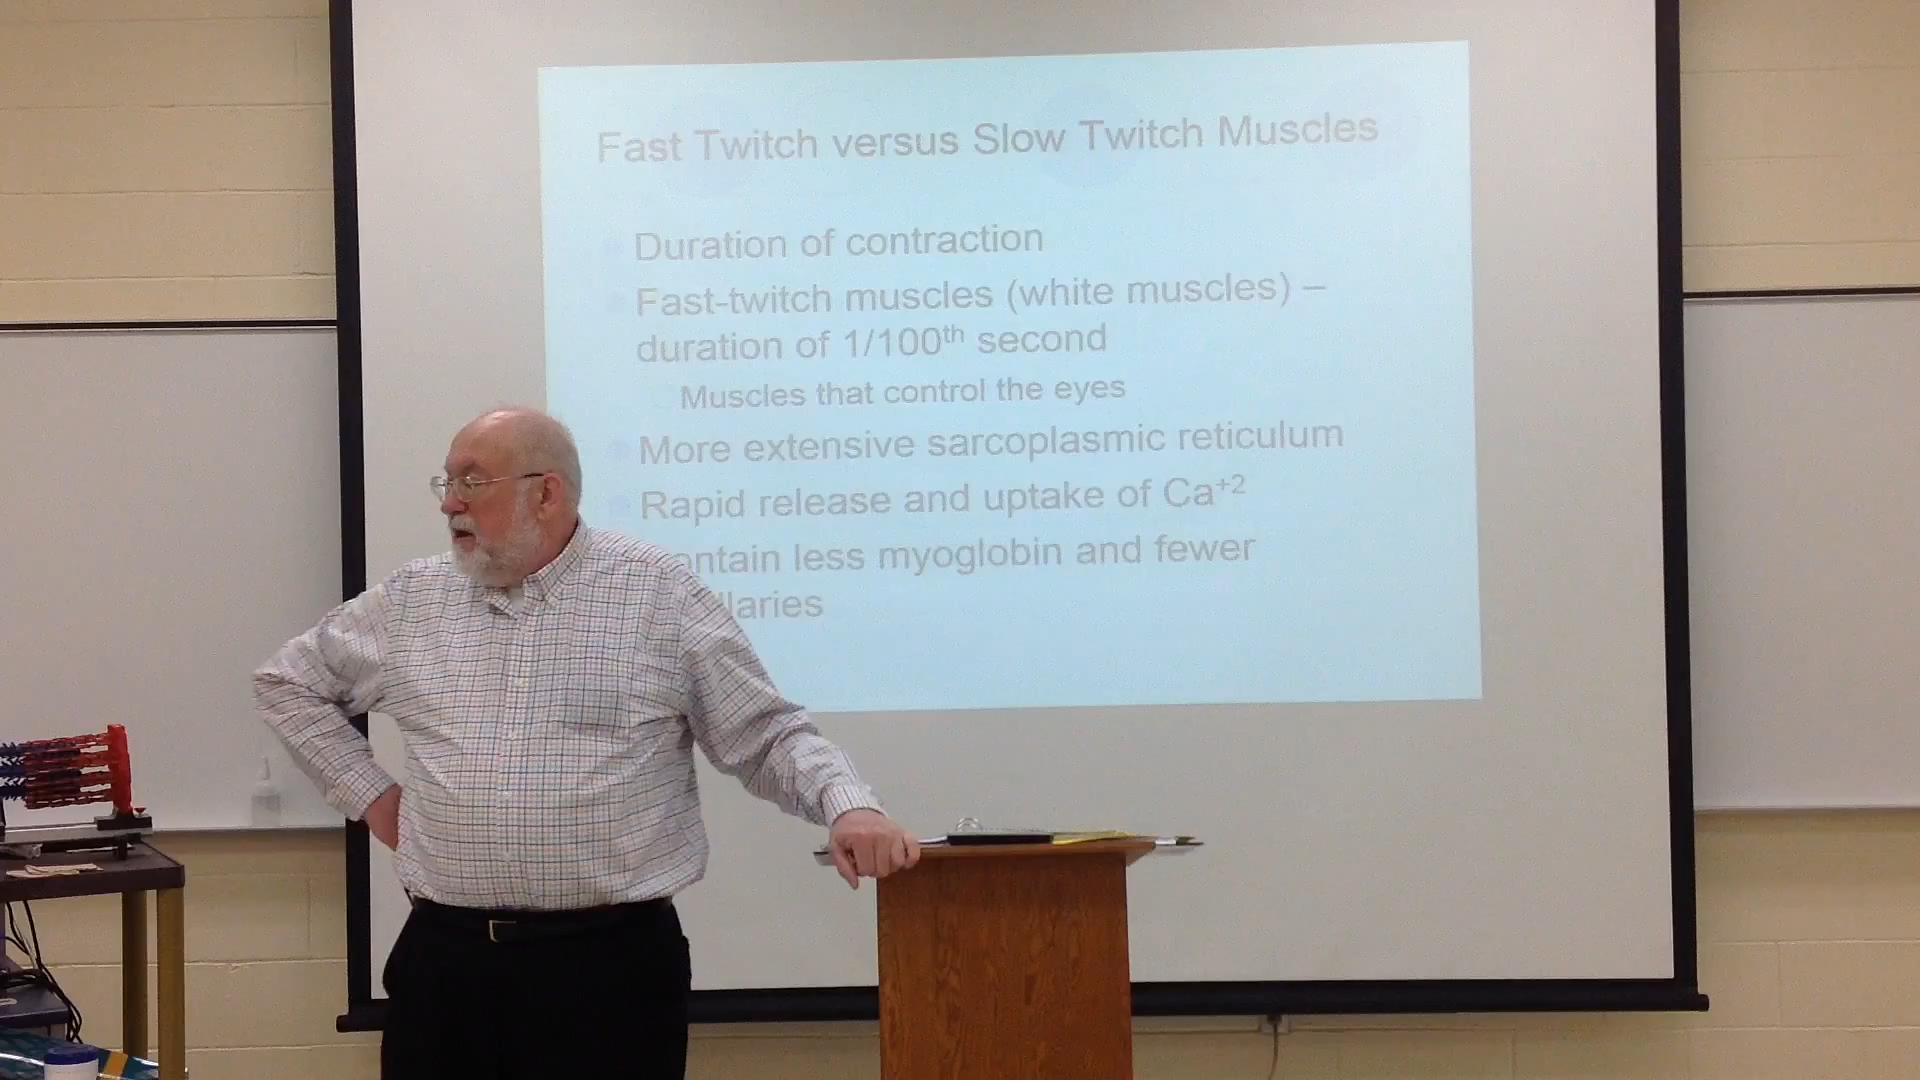 Fast Twitch versus Slow Twitch Muscles
Duration of contraction
Fast-twitch muscles (white muscles) –
duration of 1/100th second
Muscles that control the eyes
More extensive sarcoplasmic reticulum
Rapid release and uptake of Ca+2
ontain less myoglobin and fewer
llaries